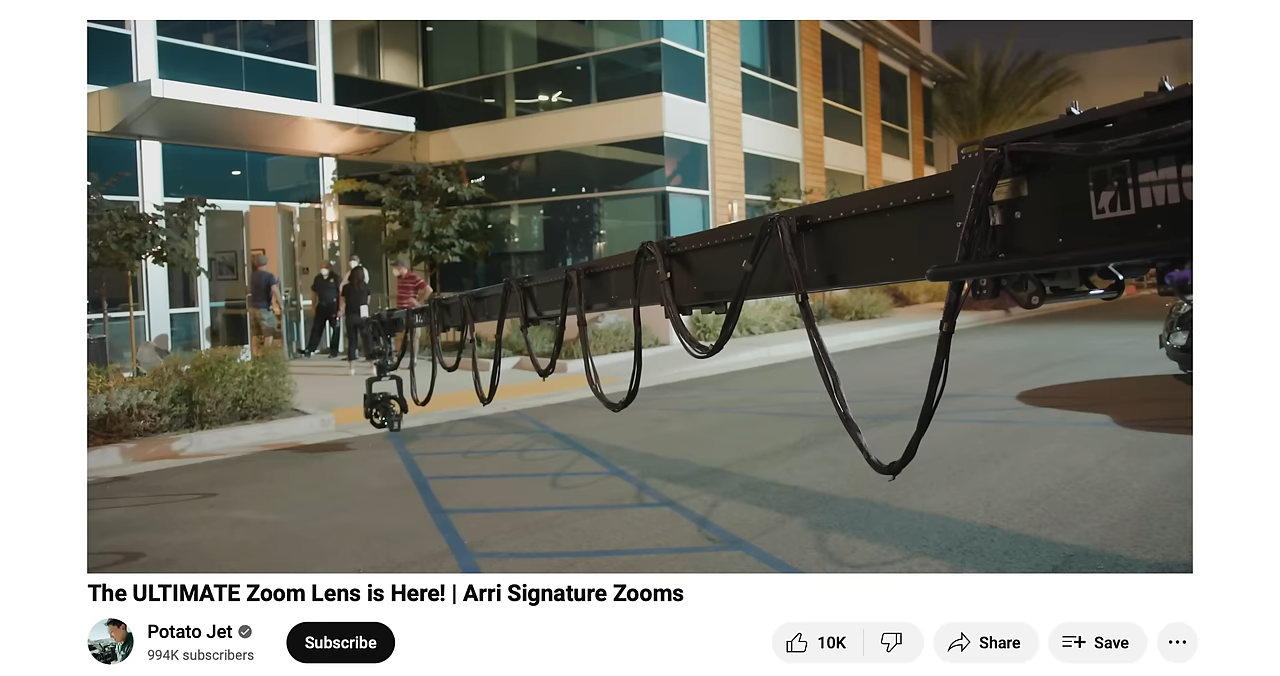 The ULTIMATE Zoom Lens is Here! | Arri Signature Zooms
Potato Jet
994K subscribers
Subscribe
10K
Share
Save